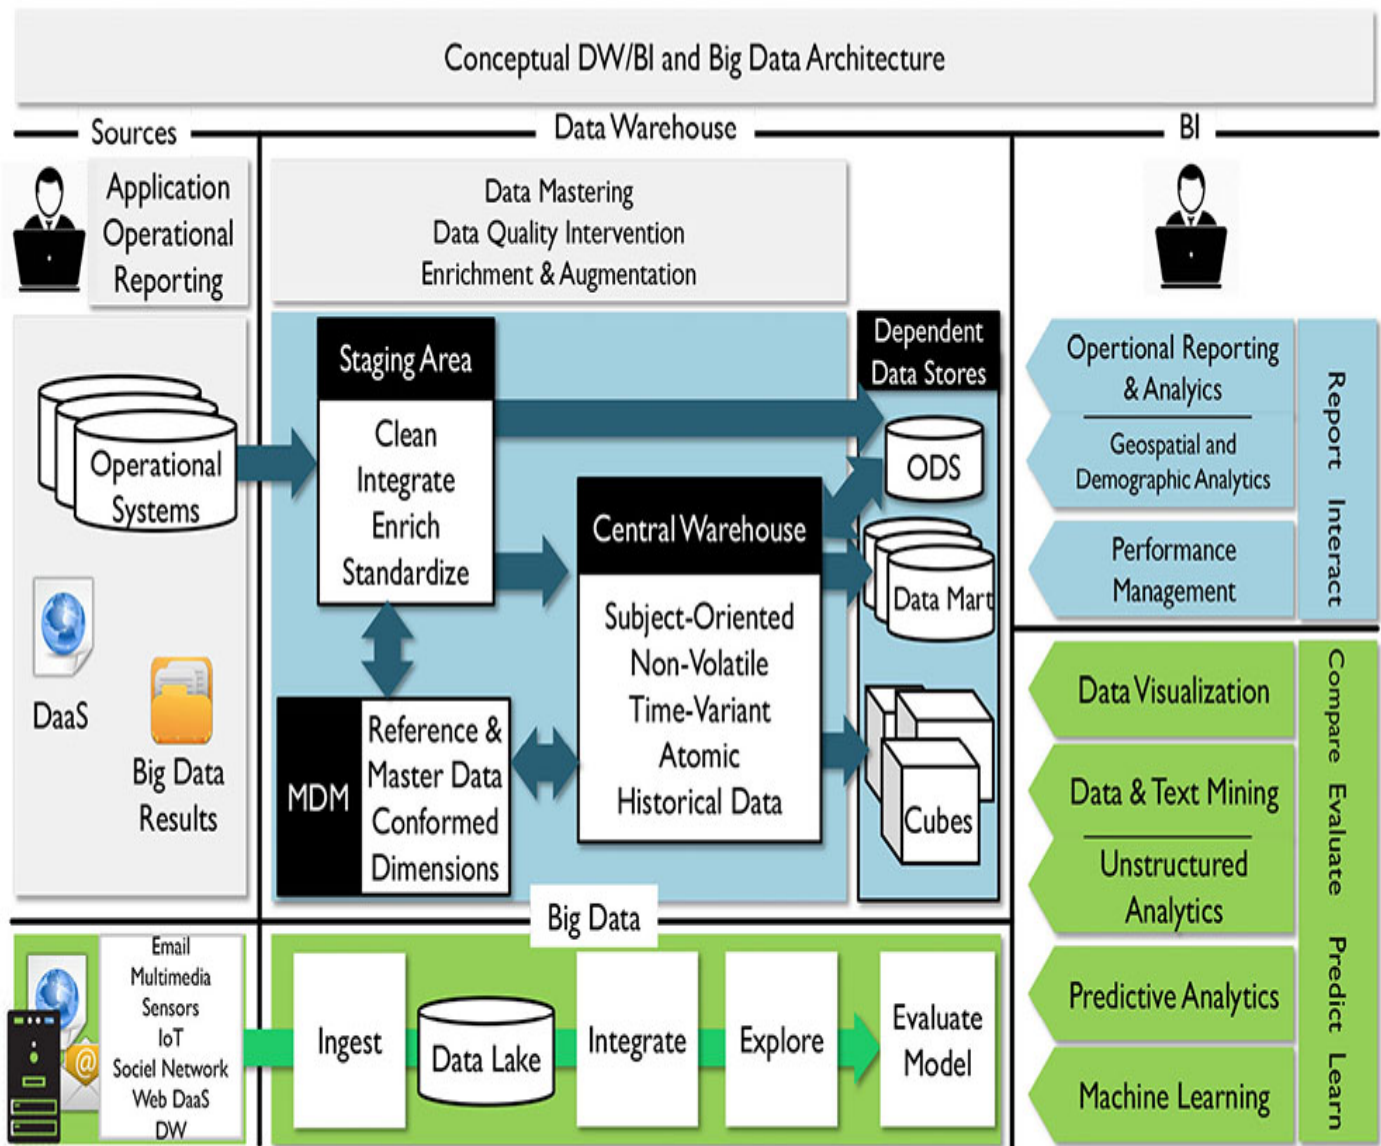 Conceptual DW/BI and Big Data Architecture
Sources
Data Warehouse
BI
Application
Operational
Reporting
Operational
Systems
DaaS
Big Data
Results
Data Mastering
Data Quality Intervention
Enrichment & Augmentation
Staging Area
Clean
Integrate
Enrich
Standardize
MDM
Reference &
Master Data
Conformed
Dimensions
Central Warehouse
Subject-Oriented
Non-Volatile
Time-Variant
Atomic
Historical Data
Dependent
Data Stores
ODS
Data Mart
Cubes
Opertional Reporting
& Analyics
Geospatial and
Demographic Analytics
Performance
Management
Report Interact
Data Visualization
Data & Text Mining
Unstructured
Analytics
Predictive Analytics
Machine Learning
Compare Evaluate Predict Learn
Big Data
Email
Multimedia
Sensors
IoT
Sociel Network
Web DaaS
DW
@
Ingest
Data Lake
Integrate
Explore
Evaluate
Model